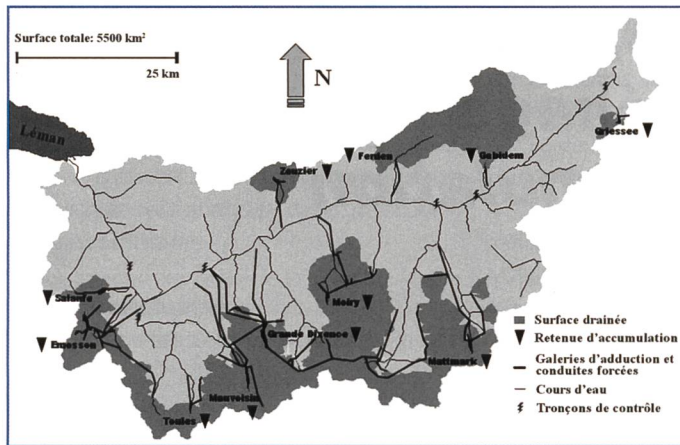 Surface totale: 5500 km²
25 km
N
Léman
Griessee
Zeuzier
Ferden
Gebidem
Salanfe
Moiry
Emosson
Grande Dixence
Mattmark
Mauvoisin
Toules
Surface drainée
Retenue d'accumulation
Galeries d'adduction et
conduites forcées
Cours d'eau
Tronçons de contrôle